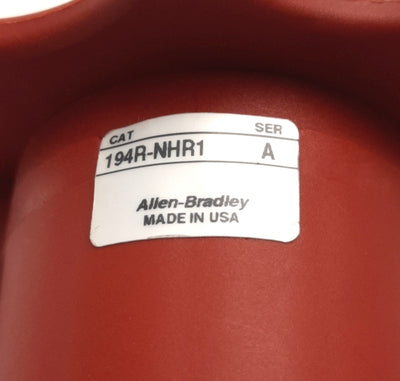 CAT SER
194R-NHR1 A
Allen-Bradley
MADE IN USA